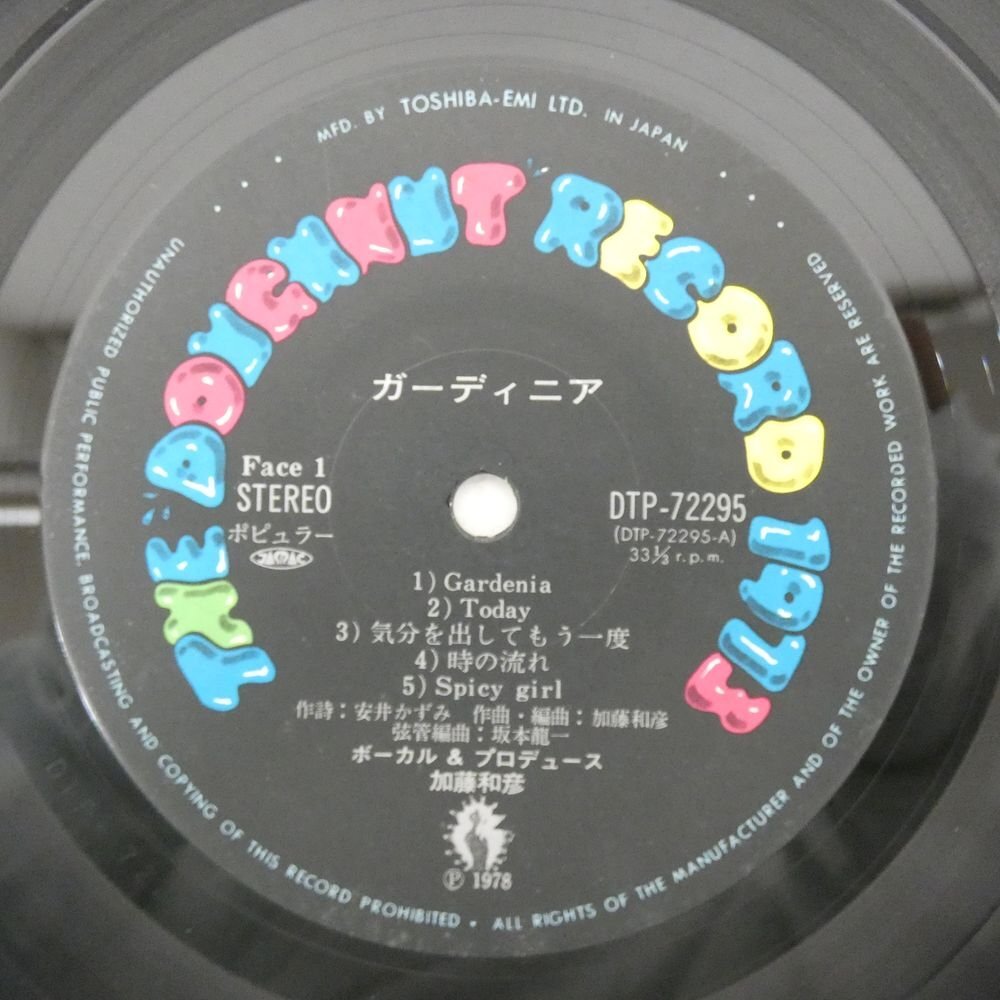 MFD. BY TOSHIBA-EMI LTD. IN JAPAN
THE DOUGHNUT RECORD SIDE
ガーディニア
Face 1
STEREO
ポピュラー
JASRAC
DTP-72295
(DTP-72295-A)
33⅓ r.p.m.
1) Gardenia
2) Today
3) 気分を出してもう一度
4) 時の流れ
5) Spicy girl
作詩：安井かずみ 作曲・編曲：加藤和彦
弦管編曲：坂本龍一
ボーカル & プロデュース
加藤和彦
Ⓟ 1978
UNAUTHORIZED PUBLIC PERFORMANCE. BROADCASTING AND COPYING OF THIS RECORD PROHIBITED • ALL RIGHTS OF THE MANUFACTURER AND OF THE OWNER OF THE RECORDED WORK ARE RESERVED